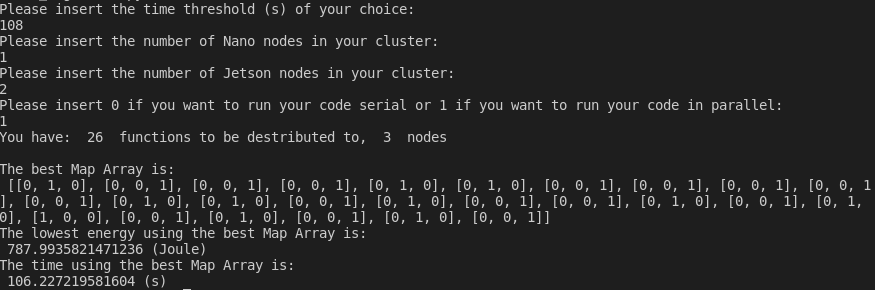 Please insert the time threshold (s) of your choice:
108
Please insert the number of Nano nodes in your cluster:
1
Please insert the number of Jetson nodes in your cluster:
2
Please insert 0 if you want to run your code serial or 1 if you want to run your code in parallel:
1
You have:  26  functions to be destributed to,  3  nodes
The best Map Array is:
[[0, 1, 0], [0, 0, 1], [0, 0, 1], [0, 0, 1], [0, 1, 0], [0, 1, 0], [0, 0, 1], [0, 0, 1], [0, 0, 1], [0, 0, 1
], [0, 0, 1], [0, 1, 0], [0, 1, 0], [0, 0, 1], [0, 1, 0], [0, 0, 1], [0, 0, 1], [0, 1, 0], [0, 0, 1], [0, 1,
0], [1, 0, 0], [0, 0, 1], [0, 1, 0], [0, 0, 1], [0, 1, 0], [0, 0, 1]]
The lowest energy using the best Map Array is:
787.9935821471236 (Joule)
The time using the best Map Array is:
106.227219581604 (s)